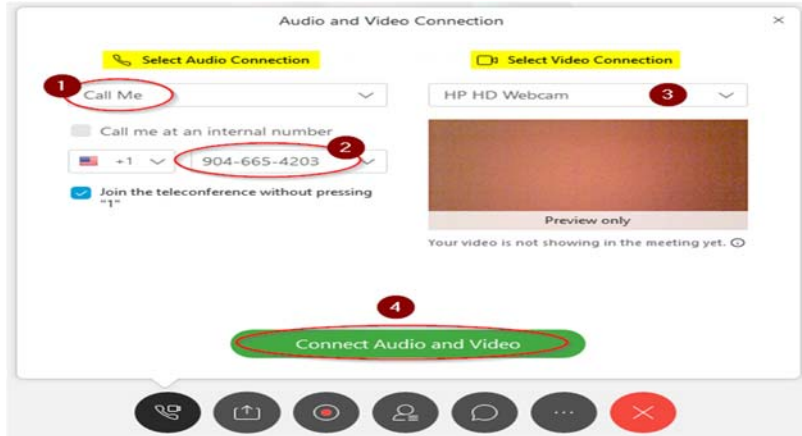 Audio and Video Connection
Select Audio Connection
Select Video Connection
1
Call Me
HP HD Webcam
3
Call me at an internal number
2
+1
904-665-4203
Join the teleconference without pressing
"1"
Preview only
Your video is not showing in the meeting yet.
4
Connect Audio and Video